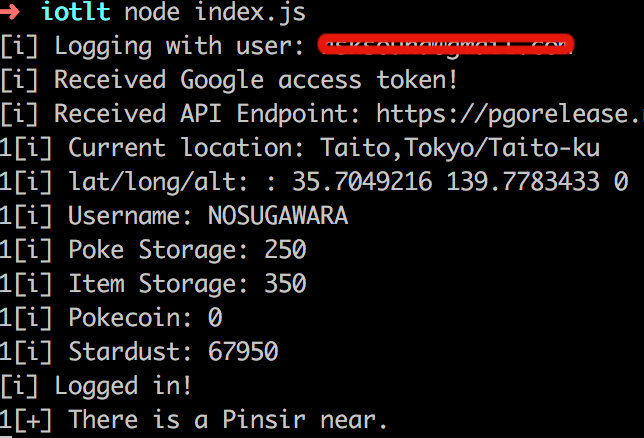 ➜ iotlt node index.js
[i] Logging with user:
[i] Received Google access token!
[i] Received API Endpoint: https://pgorelease.
1[i] Current location: Taito,Tokyo/Taito-ku
1[i] lat/long/alt: : 35.7049216 139.7783433 0
1[i] Username: NOSUGAWARA
1[i] Poke Storage: 250
1[i] Item Storage: 350
1[i] Pokecoin: 0
1[i] Stardust: 67950
[i] Logged in!
1[+] There is a Pinsir near.